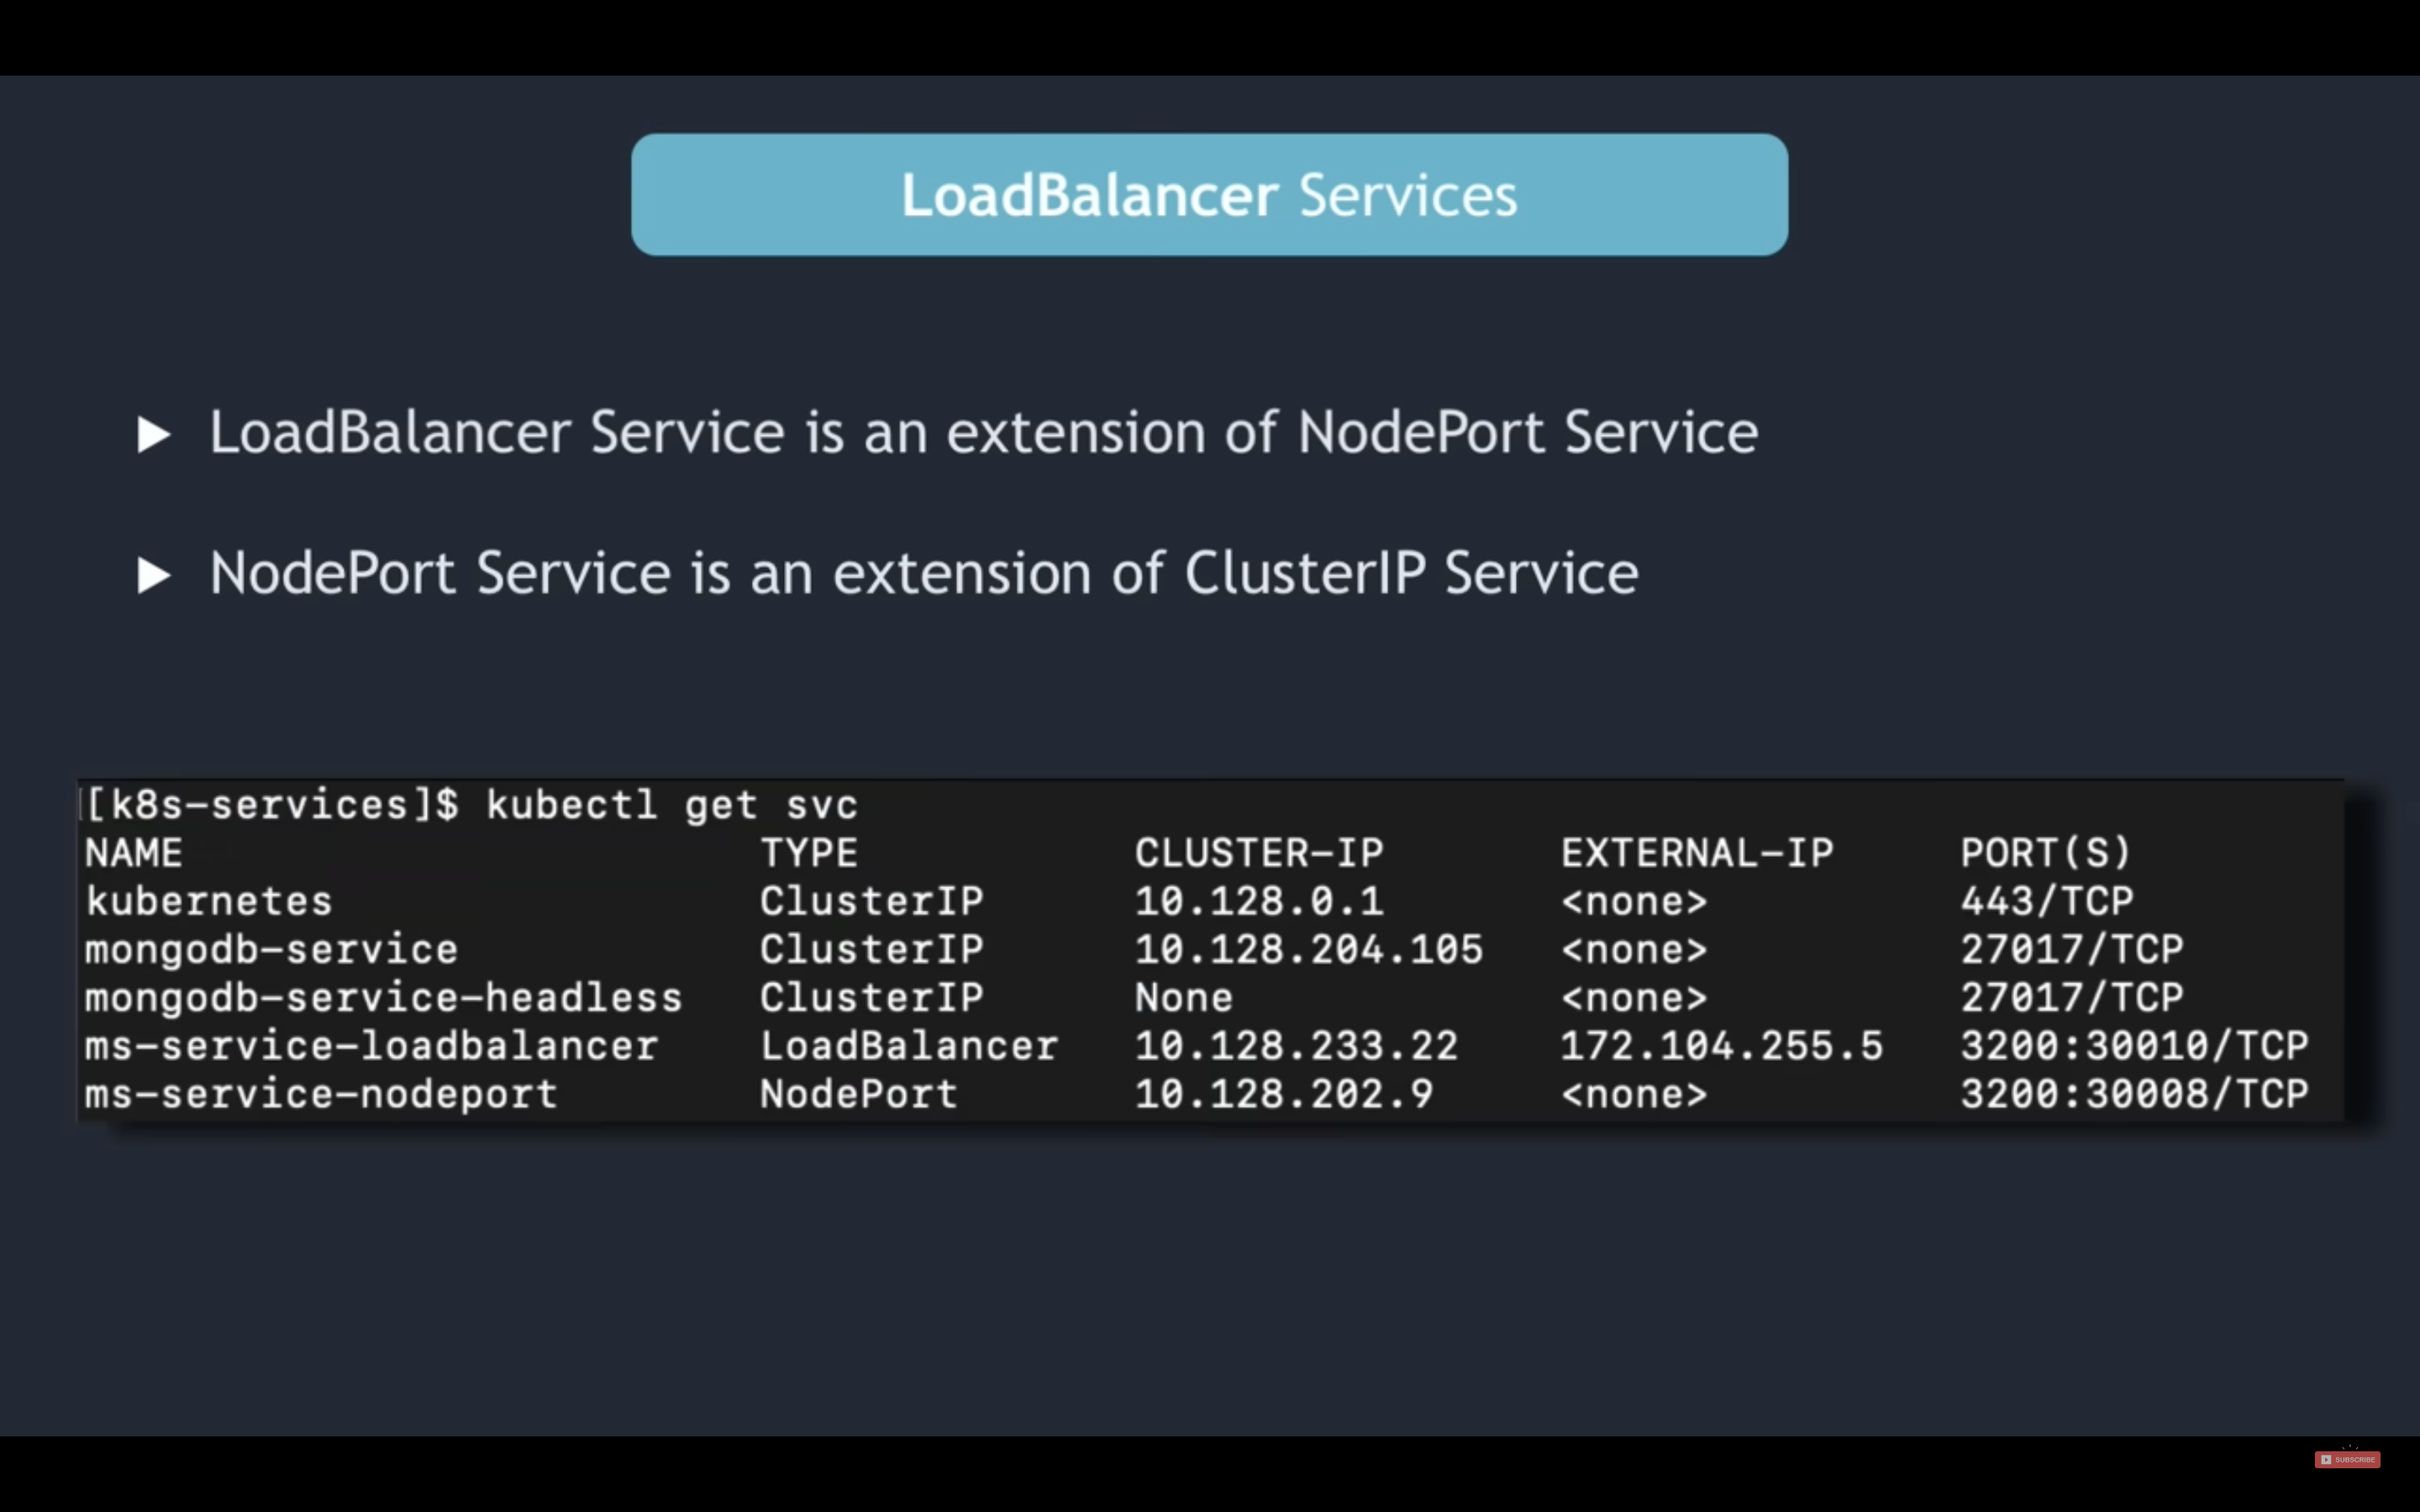 LoadBalancer Services
LoadBalancer Service is an extension of NodePort Service
NodePort Service is an extension of ClusterIP Service
[[k8s-services]$ kubectl get svc
NAME TYPE CLUSTER-IP EXTERNAL-IP PORT(S)
kubernetes ClusterIP 10.128.0.1 <none> 443/TCP
mongodb-service ClusterIP 10.128.204.105 <none> 27017/TCP
mongodb-service-headless ClusterIP None <none> 27017/TCP
ms-service-loadbalancer LoadBalancer 10.128.233.22 172.104.255.5 3200:30010/TCP
ms-service-nodeport NodePort 10.128.202.9 <none> 3200:30008/TCP
SUBSCRIBE